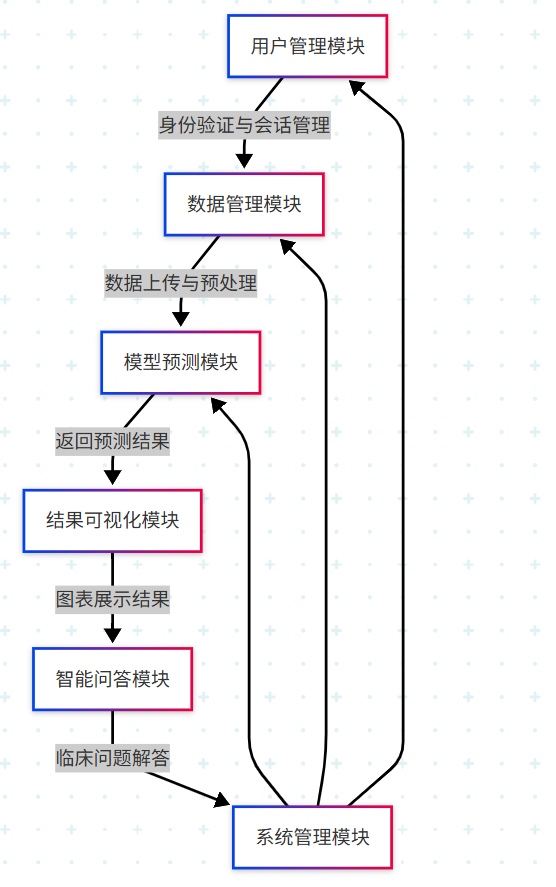 用户管理模块
身份验证与会话管理
数据管理模块
数据上传与预处理
模型预测模块
返回预测结果
结果可视化模块
图表展示结果
智能问答模块
临床问题解答
系统管理模块